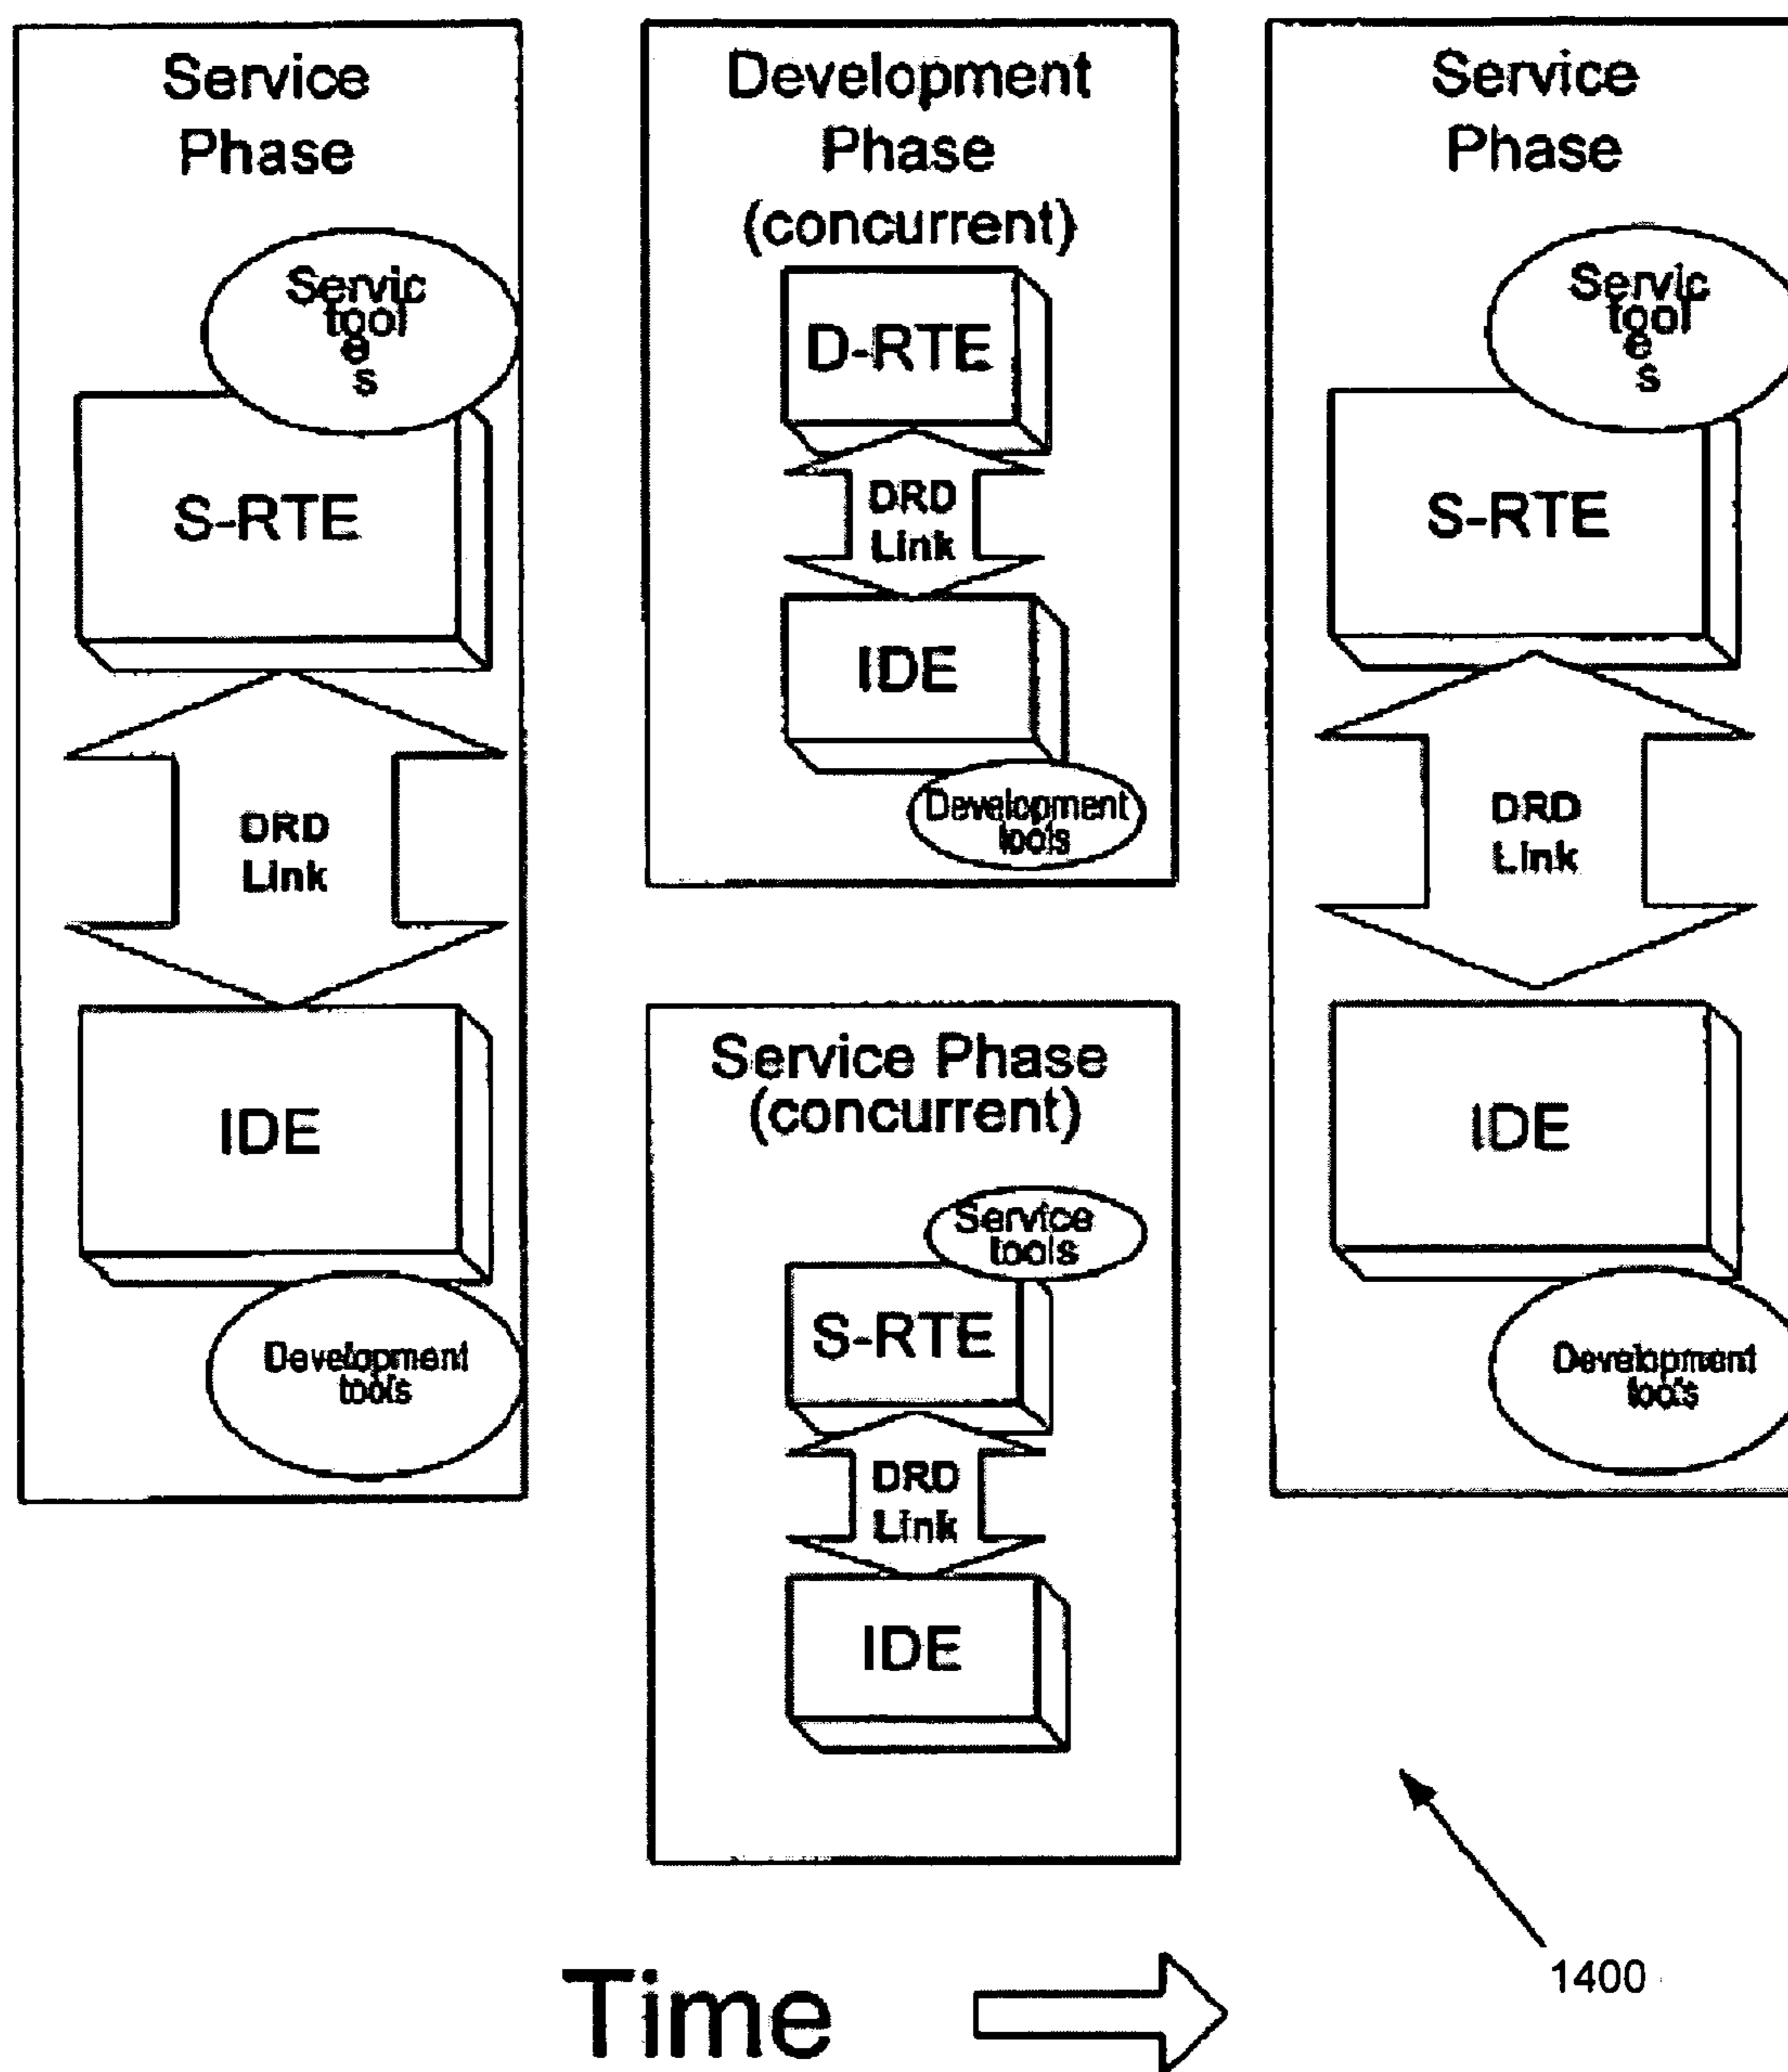 Service
Phase
Servic
tool
e
s
S-RTE
DRD
Link
IDE
Development
tools
Development
Phase
(concurrent)
D-RTE
DRD
Link
IDE
Development
tools
Service Phase
(concurrent)
Service
tools
S-RTE
DRD
Link
IDE
Service
Phase
Servic
tool
e
s
S-RTE
DRD
Link
IDE
Development
tools
Time
1400